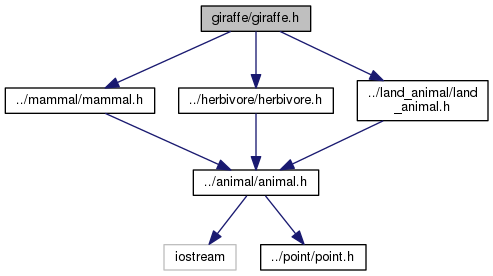 giraffe/giraffe.h
../mammal/mammal.h
../herbivore/herbivore.h
../land_animal/land
_animal.h
../animal/animal.h
iostream
../point/point.h